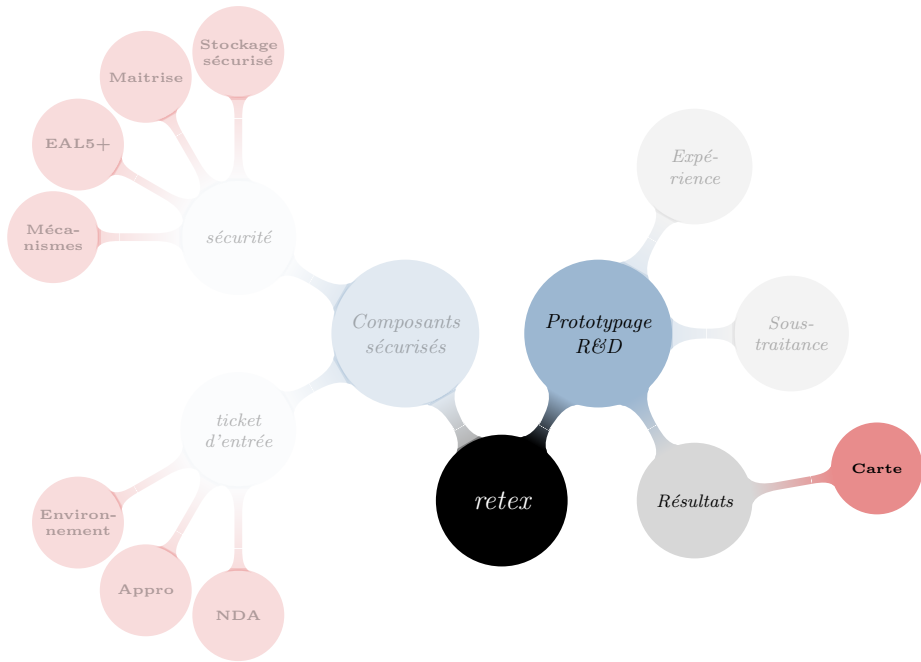 Stockage
sécurisé
Maitrise
EAL5+
Méca-
nismes
sécurité
Composants
sécurisés
ticket
d'entrée
Environ-
nement
Appro
NDA
retex
Prototypage
R&D
Expé-
rience
Sous-
traitance
Résultats
Carte